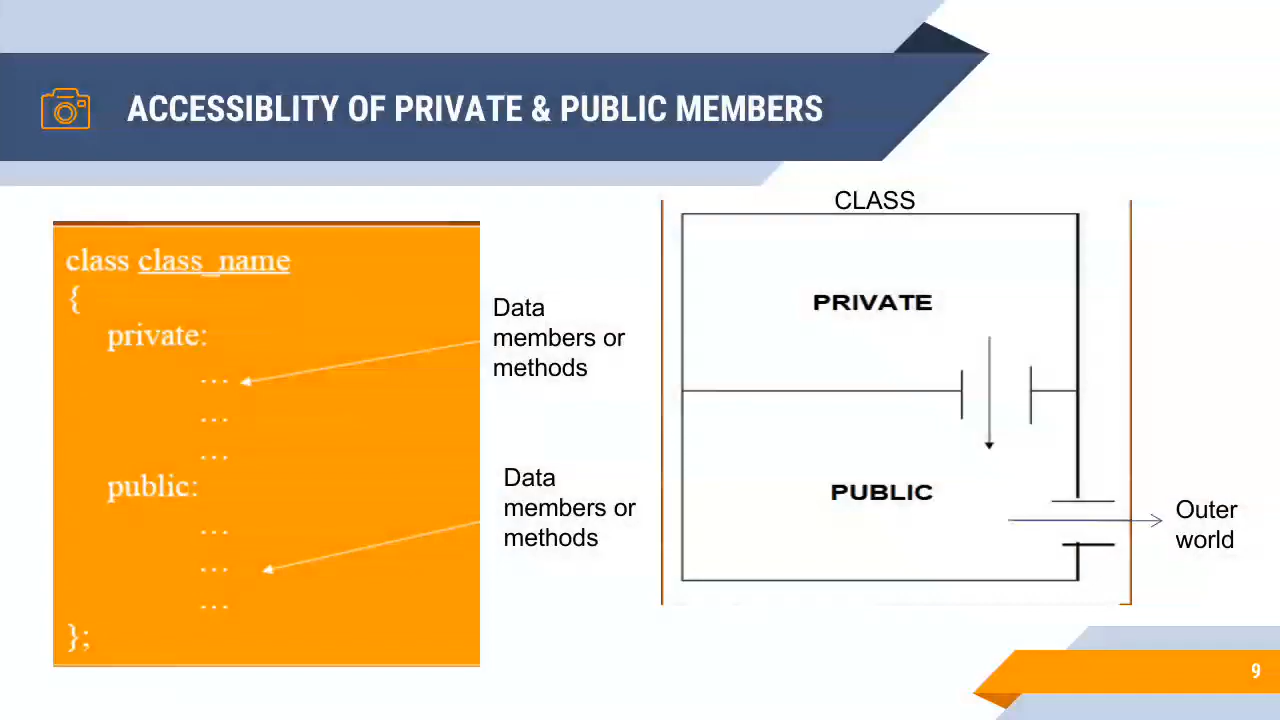 ACCESSIBLITY OF PRIVATE & PUBLIC MEMBERS
class class_name
{
private:
...
...
...
public:
...
...
...
};
Data
members or
methods
Data
members or
methods
CLASS
PRIVATE
PUBLIC
Outer
world
9